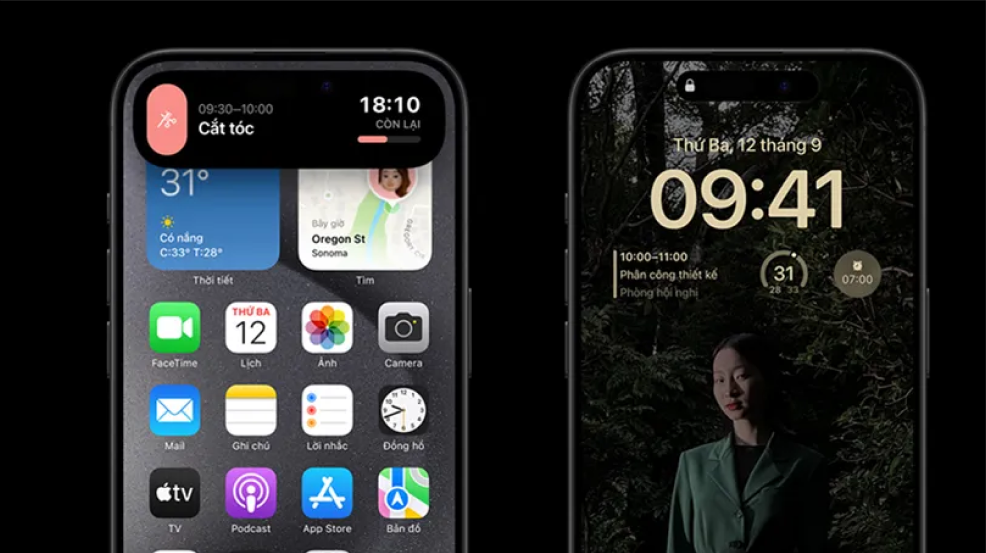 09:30–10:00
Cắt tóc
18:10
CÒN LẠI
31°
Có nắng
C:33° T:28°
Thời tiết
Bây giờ
Oregon St
Sonoma
Tìm
FaceTime
THỨ BA
12
Lịch
Ảnh
Camera
Mail
Ghi chú
Lời nhắc
Đồng hồ
tv
TV
Podcast
App Store
Bản đồ
Thứ Ba, 12 tháng 9
09:41
10:00–11:00
Phân công thiết kế
Phòng hội nghị
31
28 33
07:00